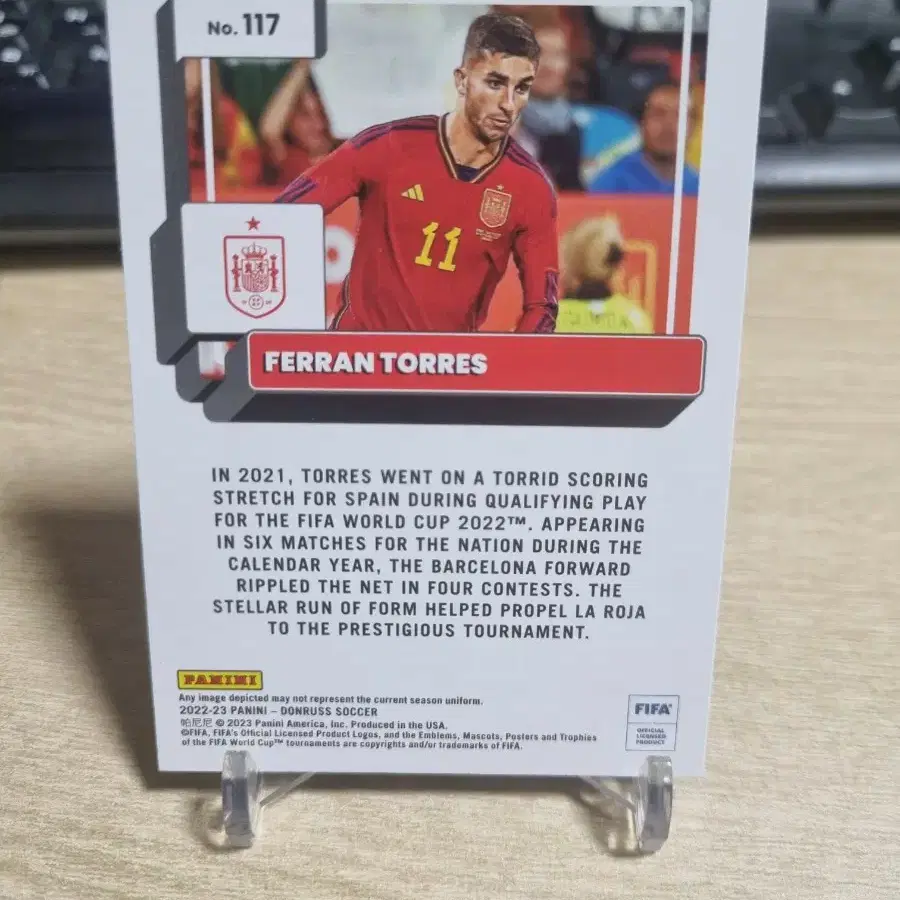 No. 117
11
FERRAN TORRES
IN 2021, TORRES WENT ON A TORRID SCORING
STRETCH FOR SPAIN DURING QUALIFYING PLAY
FOR THE FIFA WORLD CUP 2022™. APPEARING
IN SIX MATCHES FOR THE NATION DURING THE
CALENDAR YEAR, THE BARCELONA FORWARD
RIPPLED THE NET IN FOUR CONTESTS. THE
STELLAR RUN OF FORM HELPED PROPEL LA ROJA
TO THE PRESTIGIOUS TOURNAMENT.
PANINI
Any image depicted may not represent the current season uniform.
2022-23 PANINI – DONRUSS SOCCER
帕尼尼 © 2023 Panini America, Inc. Produced in the USA.
©FIFA, FIFA's Official Licensed Product Logos, and the Emblems, Mascots, Posters and Trophies
of the FIFA World Cup™ tournaments are copyrights and/or trademarks of FIFA.
FIFA®
OFFICIAL
LICENSED
PRODUCT